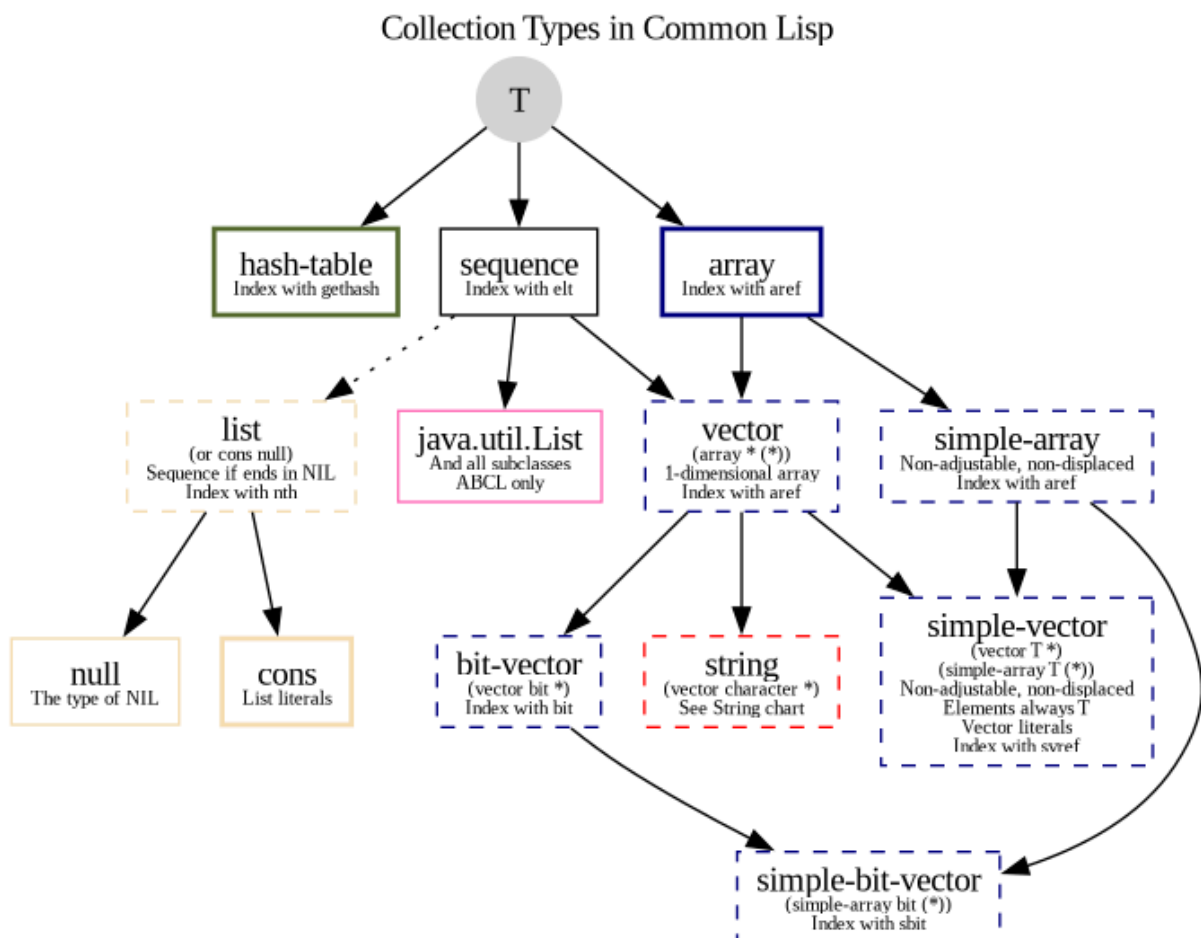 Collection Types in Common Lisp
T
hash-table
Index with gethash
sequence
Index with elt
array
Index with aref
list
(or cons null)
Sequence if ends in NIL
Index with nth
java.util.List
And all subclasses
ABCL only
vector
(array * (*))
1-dimensional array
Index with aref
simple-array
Non-adjustable, non-displaced
Index with aref
null
The type of NIL
cons
List literals
bit-vector
(vector bit *)
Index with bit
string
(vector character *)
See String chart
simple-vector
(vector T *)
(simple-array T (*))
Non-adjustable, non-displaced
Elements always T
Vector literals
Index with svref
simple-bit-vector
(simple-array bit (*))
Index with sbit